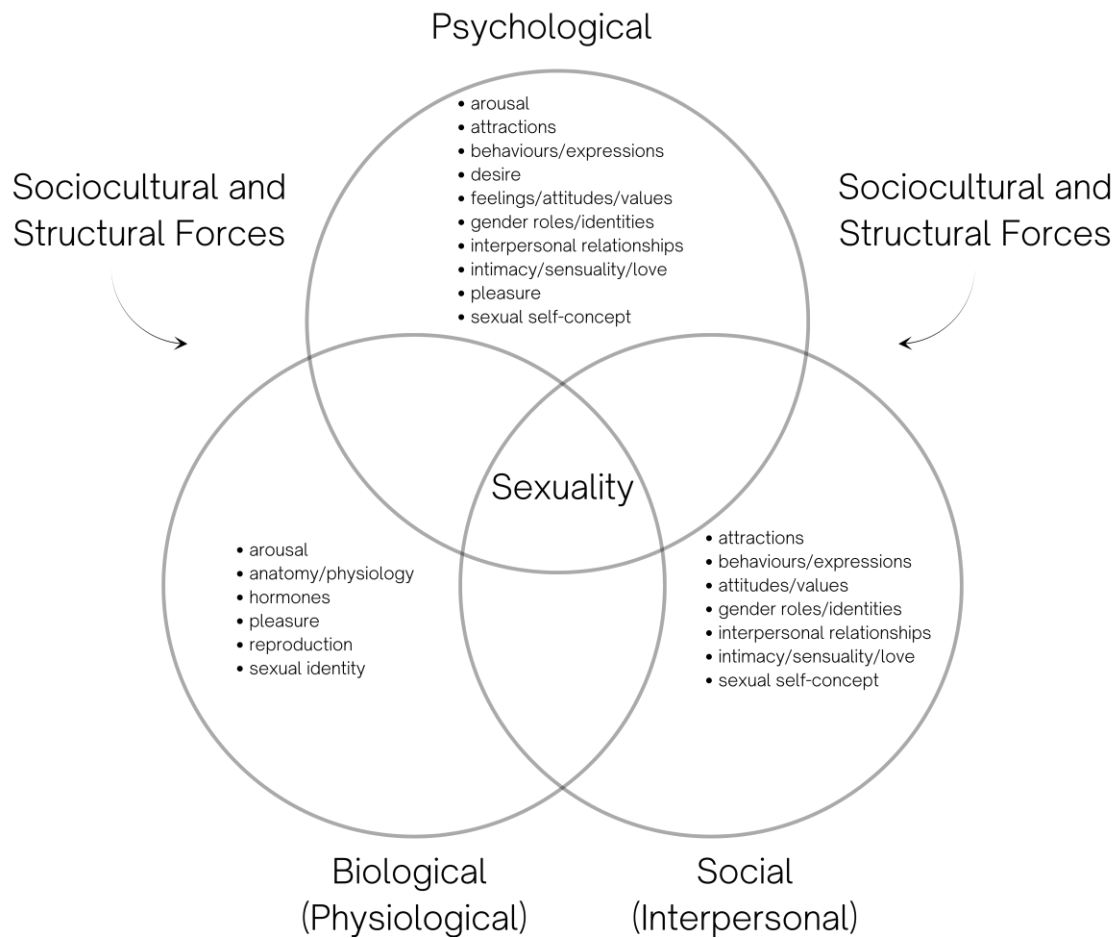 Psychological
• arousal
• attractions
• behaviours/expressions
• desire
• feelings/attitudes/values
• gender roles/identities
• interpersonal relationships
• intimacy/sensuality/love
• pleasure
• sexual self-concept
Sociocultural and
Structural Forces
Sociocultural and
Structural Forces
Sexuality
• arousal
• anatomy/physiology
• hormones
• pleasure
• reproduction
• sexual identity
• attractions
• behaviours/expressions
• attitudes/values
• gender roles/identities
• interpersonal relationships
• intimacy/sensuality/love
• sexual self-concept
Biological
(Physiological)
Social
(Interpersonal)